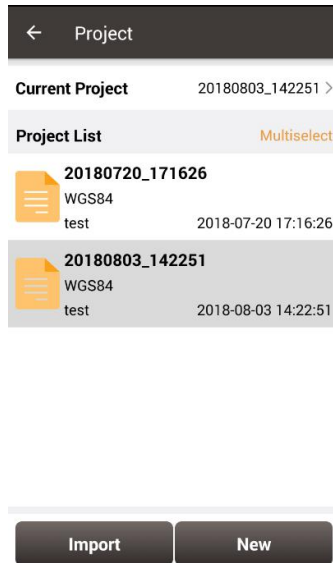 Project
Current Project 20180803_142251
Project List Multiselect
20180720_171626
WGS84
test 2018-07-20 17:16:26
20180803_142251
WGS84
test 2018-08-03 14:22:51
Import New